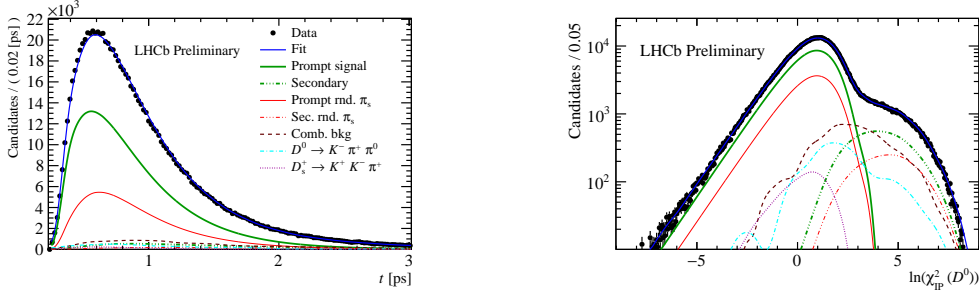 ×10³
22
20
18
16
14
12
10
8
6
4
2
0
Candidates / ( 0.02 [ps] )
LHCb Preliminary
Data
Fit
Prompt signal
Secondary
Prompt rnd. πs
Sec. rnd. πs
Comb. bkg
D⁰ → K⁻ π⁺ π⁰
Dₛ⁺ → K⁺ K⁻ π⁺
1 2 3
t [ps]
Candidates / 0.05
10⁴
10³
10²
LHCb Preliminary
−5 0 5
ln(χ²IP (D⁰))